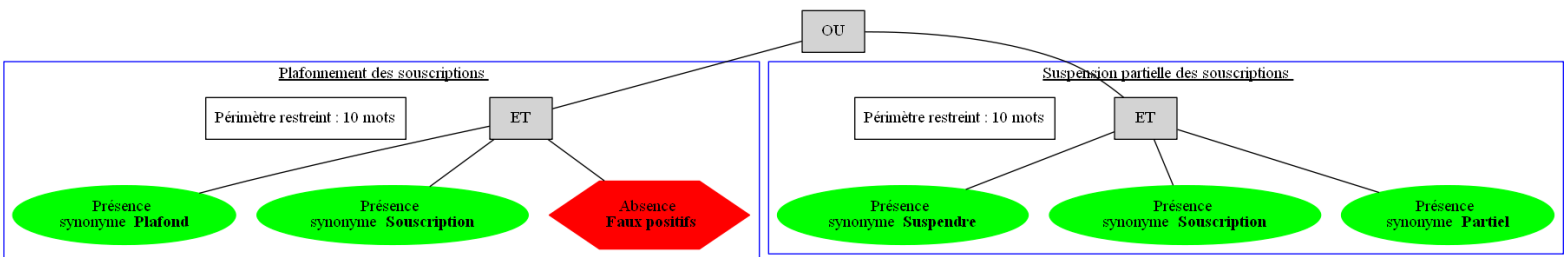 OU
Plafonnement des souscriptions
Périmètre restreint : 10 mots
ET
Présence
synonyme Plafond
Présence
synonyme Souscription
Absence
Faux positifs
Suspension partielle des souscriptions
Périmètre restreint : 10 mots
ET
Présence
synonyme Suspendre
Présence
synonyme Souscription
Présence
synonyme Partiel